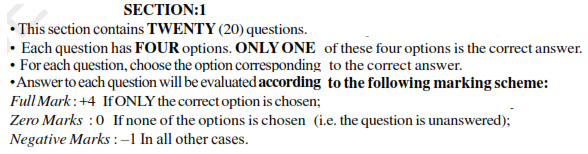 SECTION:1
• This section contains TWENTY (20) questions.
• Each question has FOUR options. ONLY ONE of these four options is the correct answer.
• For each question, choose the option corresponding to the correct answer.
• Answer to each question will be evaluated according to the following marking scheme:
Full Mark : +4 If ONLY the correct option is chosen;
Zero Marks : 0 If none of the options is chosen (i.e. the question is unanswered);
Negative Marks : –1 In all other cases.